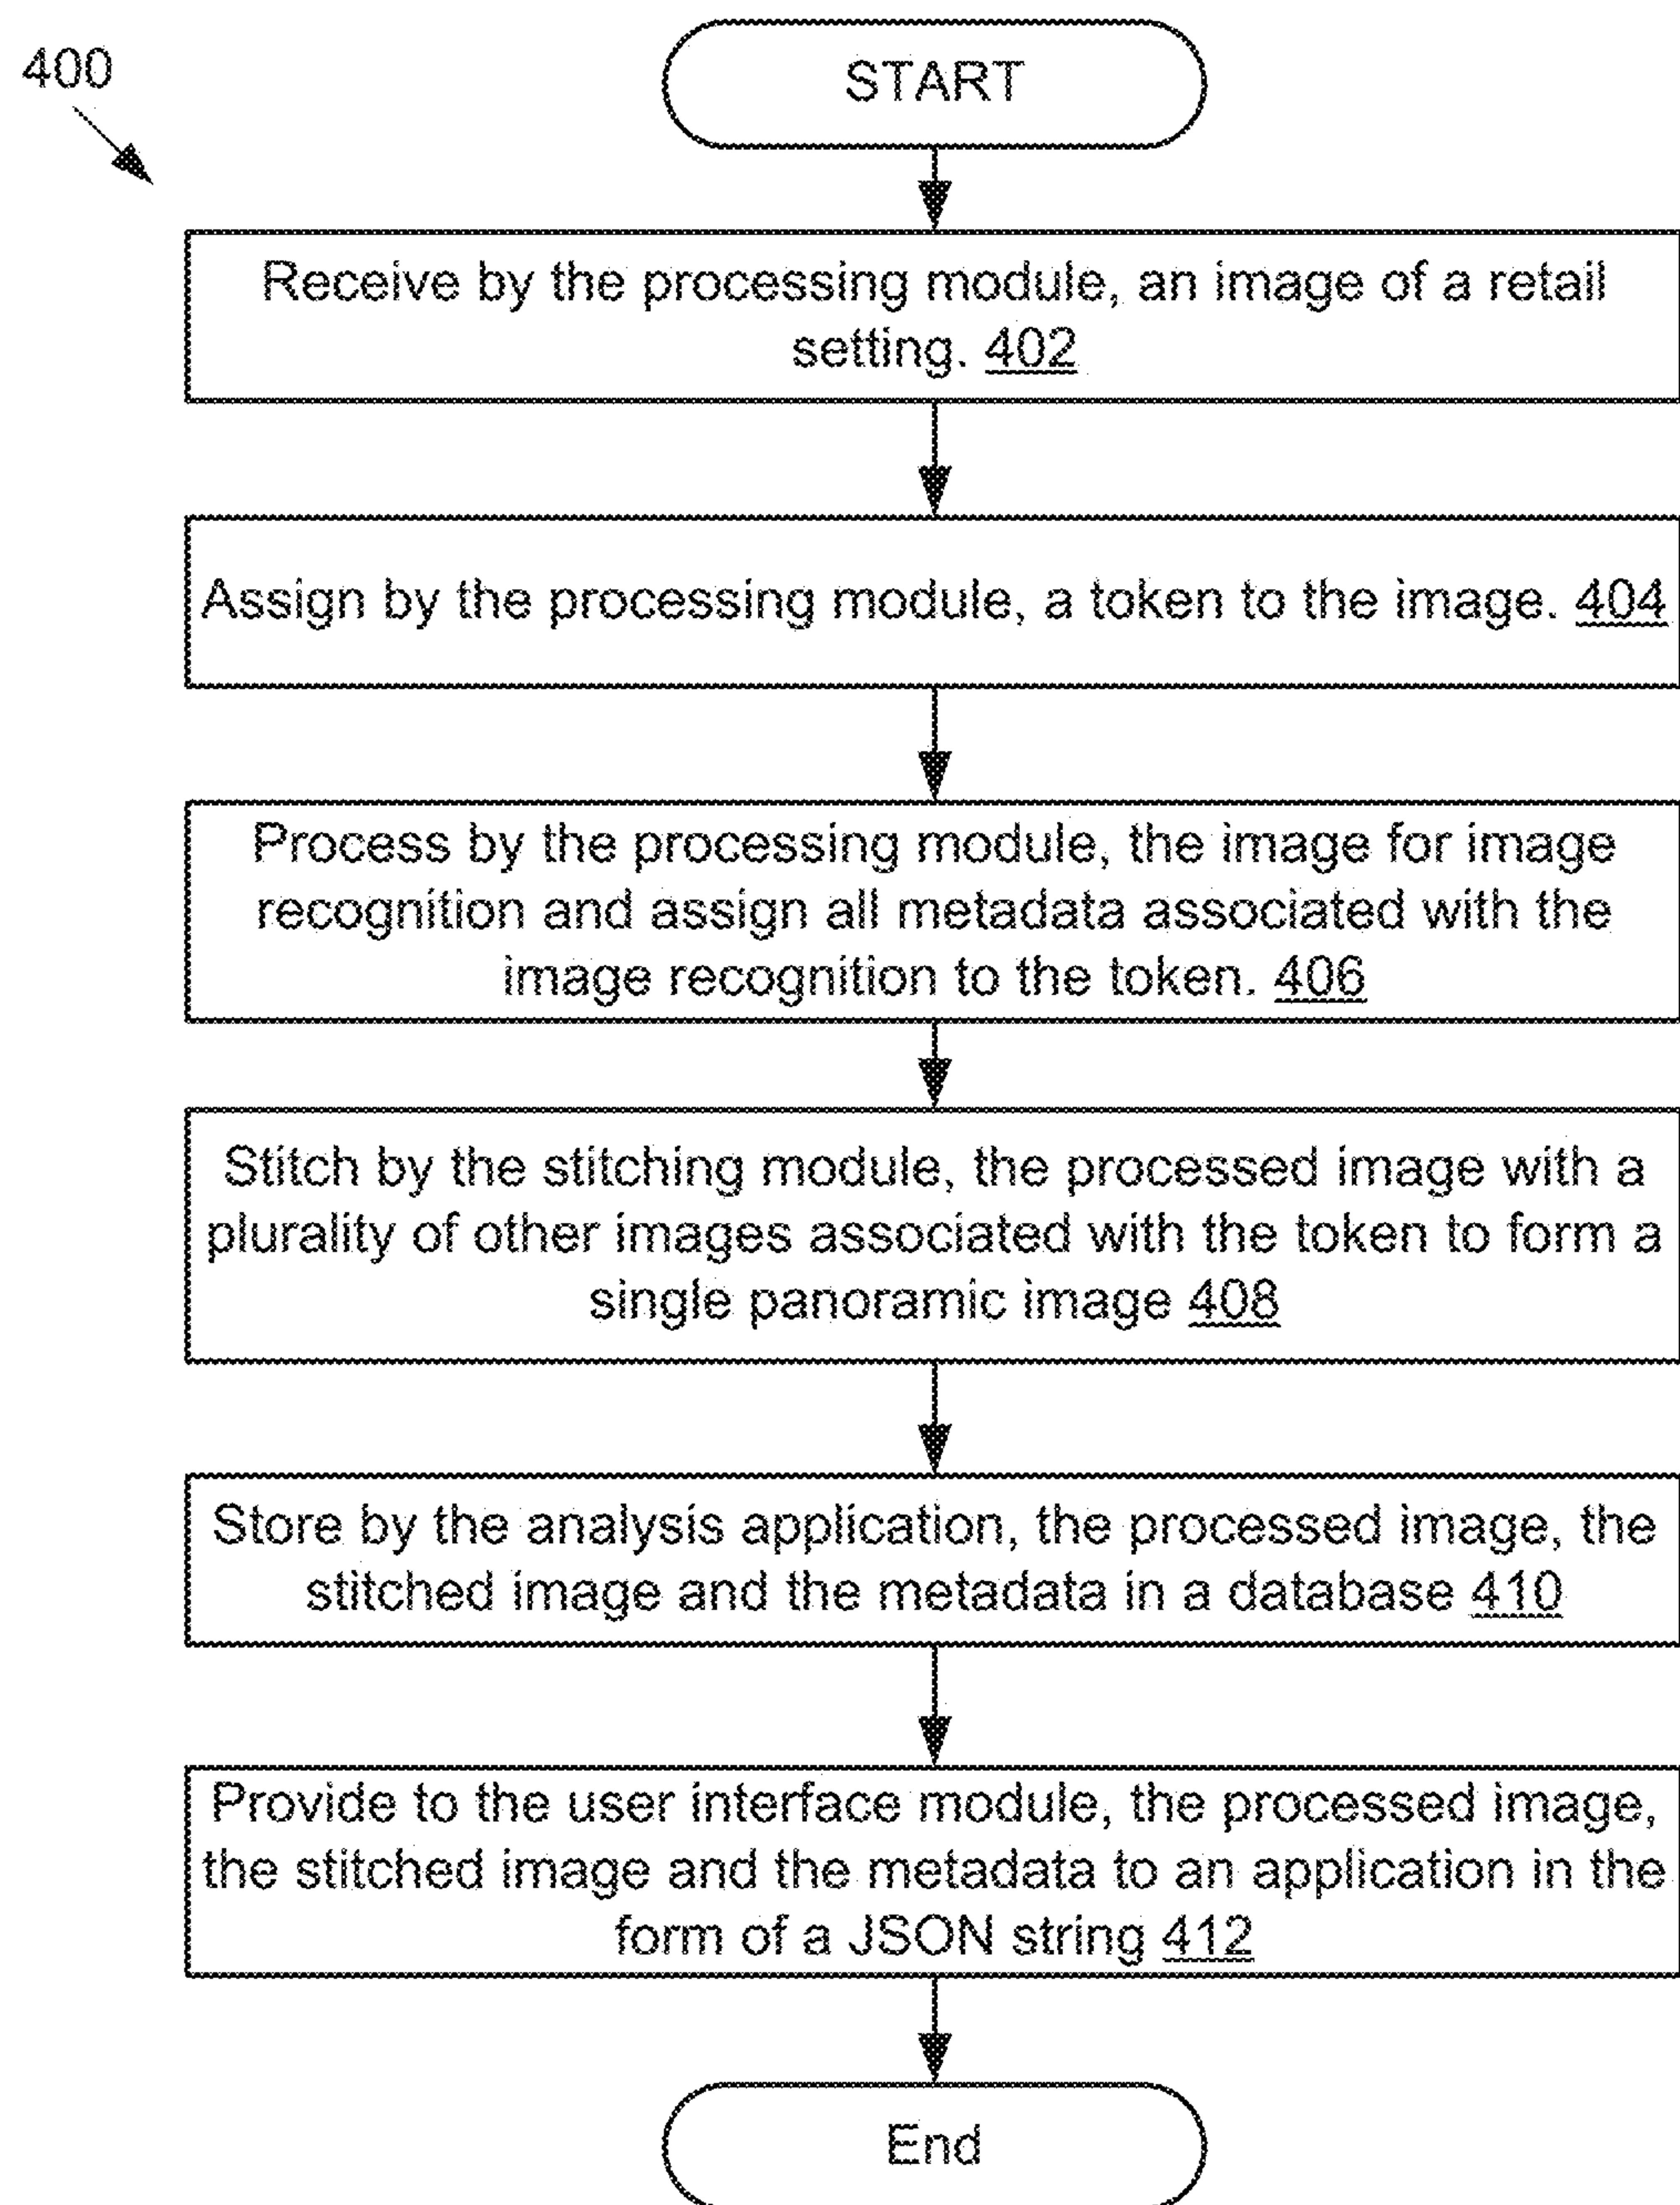 400
START
Receive by the processing module, an image of a retail
setting. 402
Assign by the processing module, a token to the image. 404
Process by the processing module, the image for image
recognition and assign all metadata associated with the
image recognition to the token. 406
Stitch by the stitching module, the processed image with a
plurality of other images associated with the token to form a
single panoramic image 408
Store by the analysis application, the processed image, the
stitched image and the metadata in a database 410
Provide to the user interface module, the processed image,
the stitched image and the metadata to an application in the
form of a JSON string 412
End